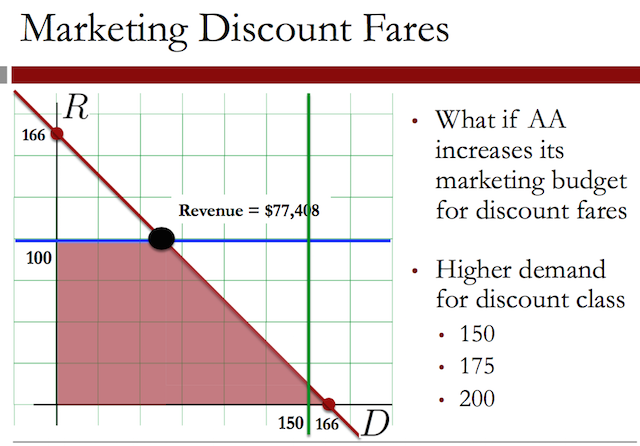 Marketing Discount Fares
R
166
Revenue = $77,408
100
150 166 D
• What if AA
increases its
marketing budget
for discount fares
• Higher demand
for discount class
• 150
• 175
• 200